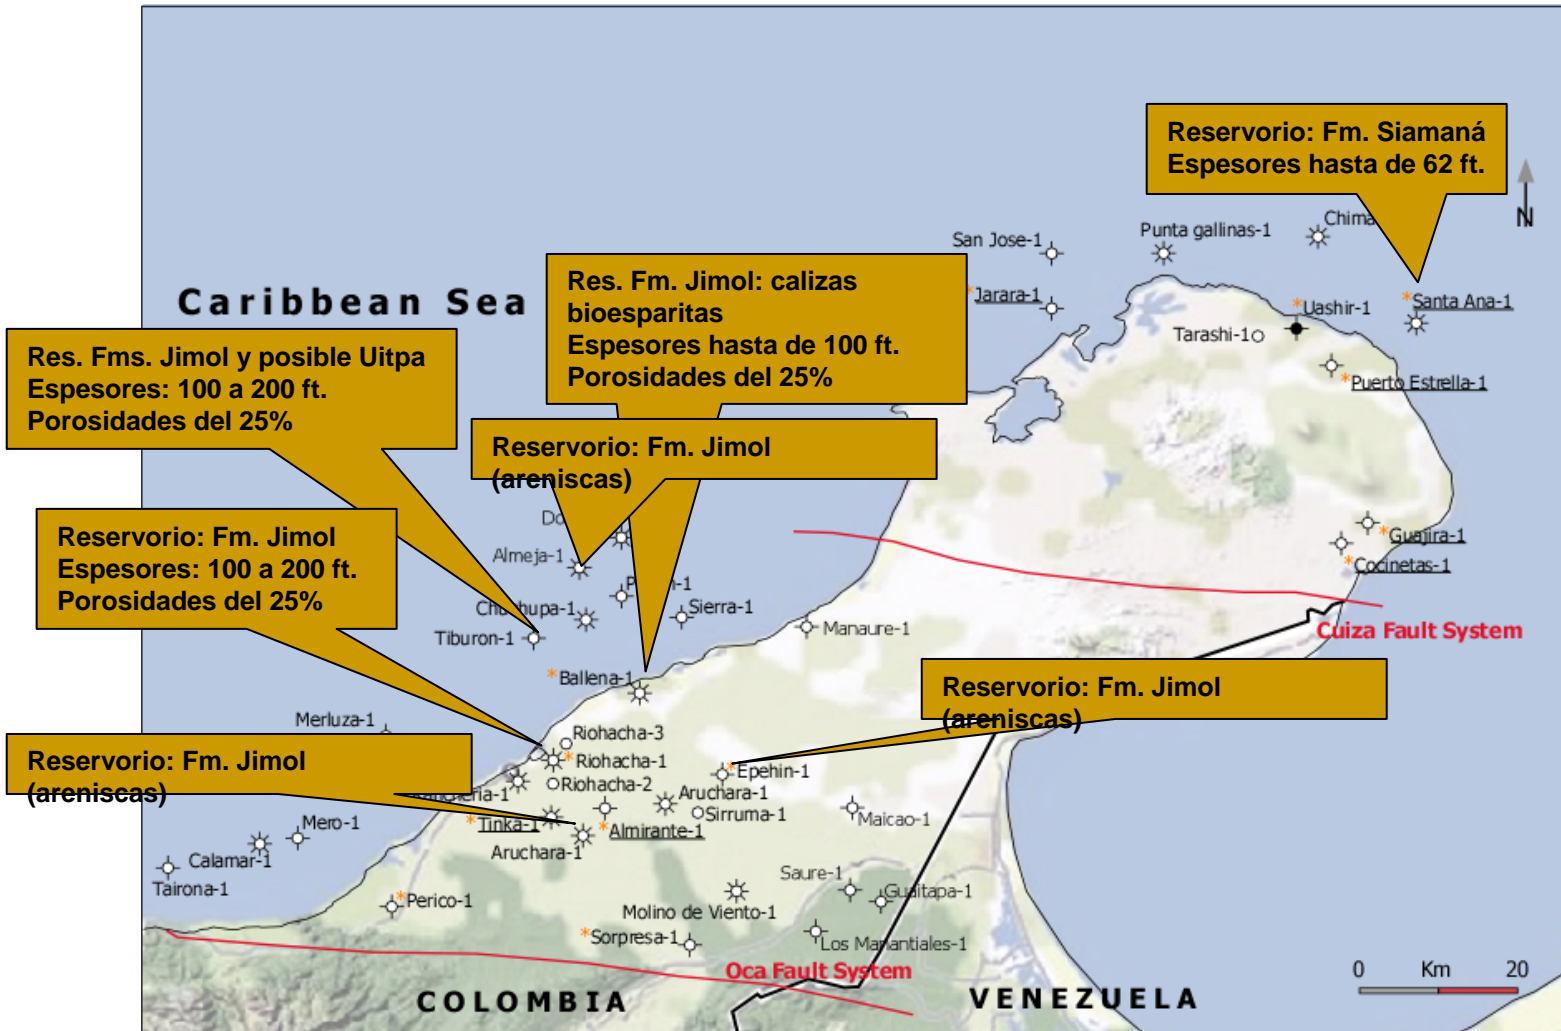 Reservorio: Fm. Siamaná
Espesores hasta de 62 ft.
N
Punta gallinas-1
San Jose-1
Res. Fm. Jimol: calizas
bioesparitas
Espesores hasta de 100 ft.
Porosidades del 25%
Caribbean Sea
*Jarara-1
*Uashir-1
*Santa Ana-1
Tarashi-1
*Puerto Estrella-1
Res. Fms. Jimol y posible Uitpa
Espesores: 100 a 200 ft.
Porosidades del 25%
Reservorio: Fm. Jimol
(areniscas)
Reservorio: Fm. Jimol
Espesores: 100 a 200 ft.
Porosidades del 25%
Almeja-1
*Guajira-1
*Cocinetas-1
Chuchupa-1
Sierra-1
Tiburon-1
Manaure-1
Cuiza Fault System
*Ballena-1
Reservorio: Fm. Jimol
(areniscas)
Merluza-1
Riohacha-3
*Riohacha-1
*Epehin-1
Reservorio: Fm. Jimol
(areniscas)
Riohacha-2
Aruchara-1
Sirruma-1
Maicao-1
*Tinka-1
*Almirante-1
Mero-1
Aruchara-1
Calamar-1
Tairona-1
Saure-1
Guaitapa-1
*Perico-1
Molino de Viento-1
*Sorpresa-1
Los Manantiales-1
Oca Fault System
0 Km 20
COLOMBIA
VENEZUELA